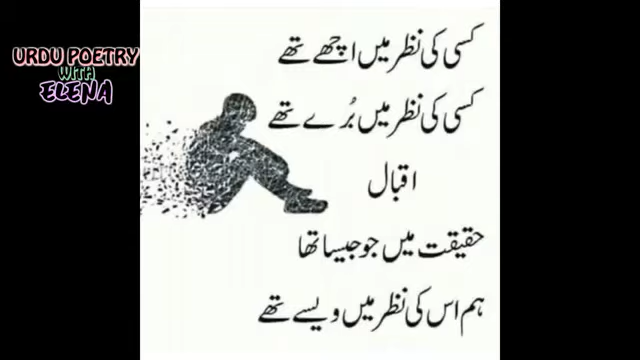 URDU POETRY
WITH
ELENA
کسی کی نظر میں اچھے تھے
کسی کی نظر میں بُرے تھے
اقبال
حقیقت میں جو جیسا تھا
ہم اس کی نظر میں ویسے تھے